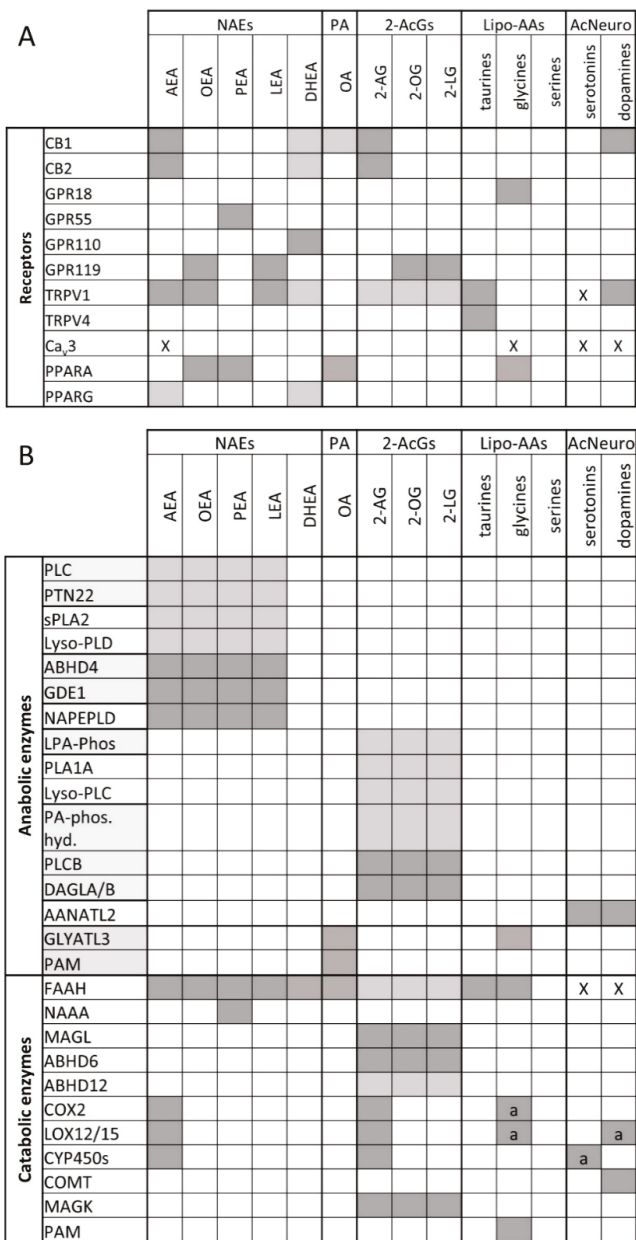 A
NAEs PA 2-AcGs Lipo-AAs AcNeuro
AEA OEA PEA LEA DHEA OA 2-AG 2-OG 2-LG taurines glycines serines serotonins dopamines
Receptors
CB1
CB2
GPR18
GPR55
GPR110
GPR119
TRPV1 X
TRPV4
Cav3 X X X X
PPARA
PPARG
B
NAEs PA 2-AcGs Lipo-AAs AcNeuro
AEA OEA PEA LEA DHEA OA 2-AG 2-OG 2-LG taurines glycines serines serotonins dopamines
Anabolic enzymes
PLC
PTN22
sPLA2
Lyso-PLD
ABHD4
GDE1
NAPEPLD
LPA-Phos
PLA1A
Lyso-PLC
PA-phos.
hyd.
PLCB
DAGLA/B
AANATL2
GLYATL3
PAM
Catabolic enzymes
FAAH X X
NAAA
MAGL
ABHD6
ABHD12
COX2 a
LOX12/15 a a
CYP450s a
COMT
MAGK
PAM